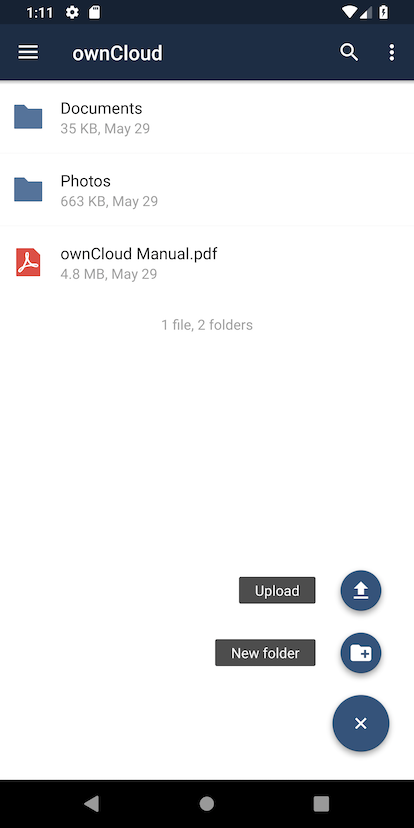 1:11
ownCloud
Documents
35 KB, May 29
Photos
663 KB, May 29
ownCloud Manual.pdf
4.8 MB, May 29
1 file, 2 folders
Upload
New folder